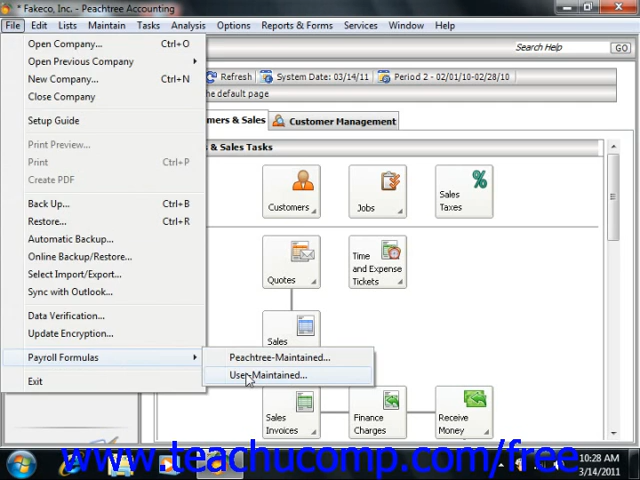 * Fakeco, Inc. - Peachtree Accounting
File Edit Lists Maintain Tasks Analysis Options Reports & Forms Services Window Help
Search Help GO
Refresh System Date: 03/14/11 Period 2 - 02/01/10-02/28/10
the default page
mers & Sales Customer Management
& Sales Tasks
Open Company... Ctrl+O
Open Previous Company
New Company... Ctrl+N
Close Company
Setup Guide
Print Preview...
Print Ctrl+P
Create PDF
Back Up... Ctrl+B
Restore... Ctrl+R
Automatic Backup...
Online Backup/Restore...
Select Import/Export...
Sync with Outlook...
Data Verification...
Update Encryption...
Payroll Formulas
Exit
Peachtree-Maintained...
User-Maintained...
Customers
Jobs
Sales
Taxes
Quotes
Time
and Expense
Tickets
Sales
Sales
Invoices
Finance
Charges
Receive
Money
www.teachucomp.com/free
10:28 AM
3/14/2011